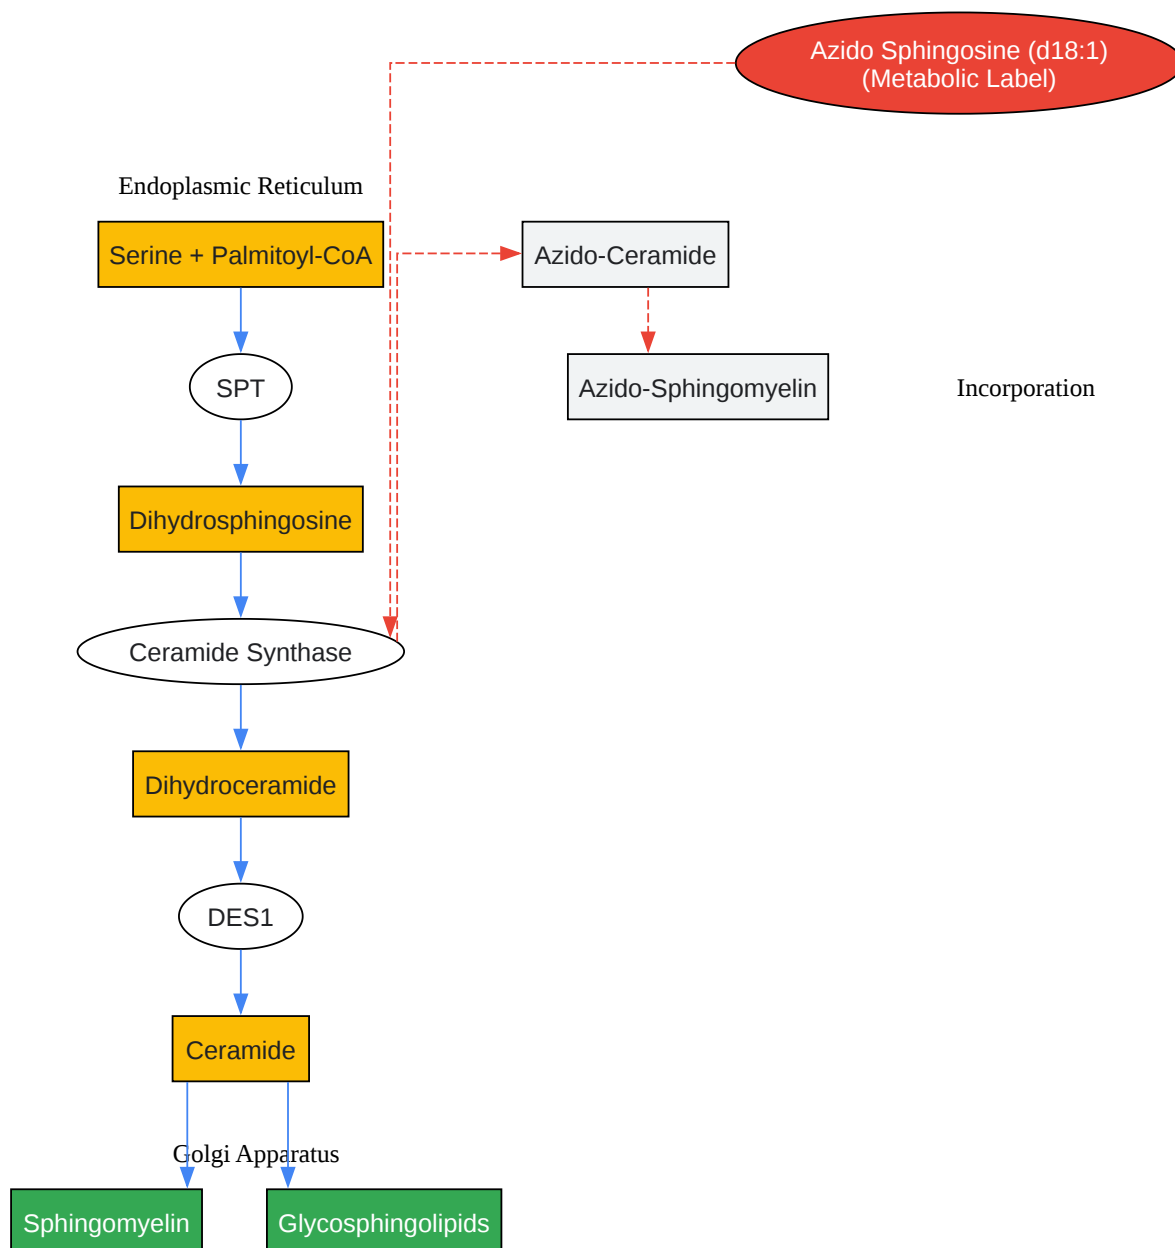 Azido Sphingosine (d18:1)
(Metabolic Label)
Endoplasmic Reticulum
Serine + Palmitoyl-CoA
Azido-Ceramide
SPT
Azido-Sphingomyelin
Incorporation
Dihydrosphingosine
Ceramide Synthase
Dihydroceramide
DES1
Ceramide
Golgi Apparatus
Sphingomyelin
Glycosphingolipids